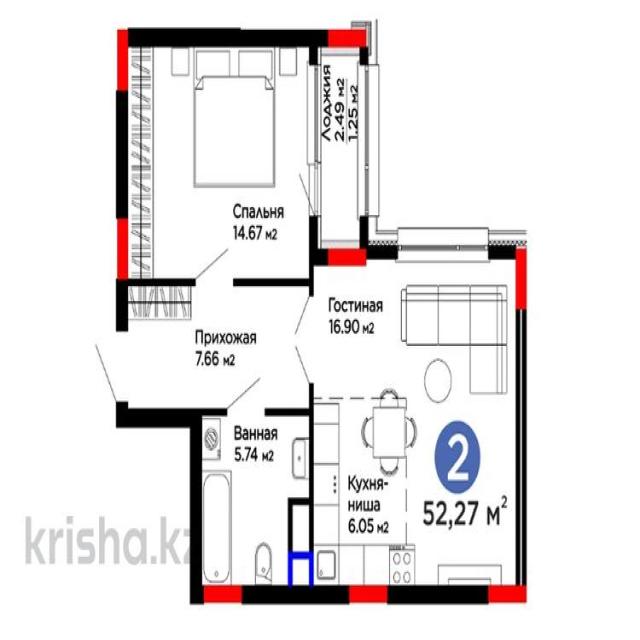 Лоджия
2.49 м2
1.25 м2
Спальня
14.67 м2
Гостиная
16.90 м2
Прихожая
7.66 м2
Ванная
5.74 м2
Кухня-
ниша
6.05 м2
2
52,27 м2
krisha.kz